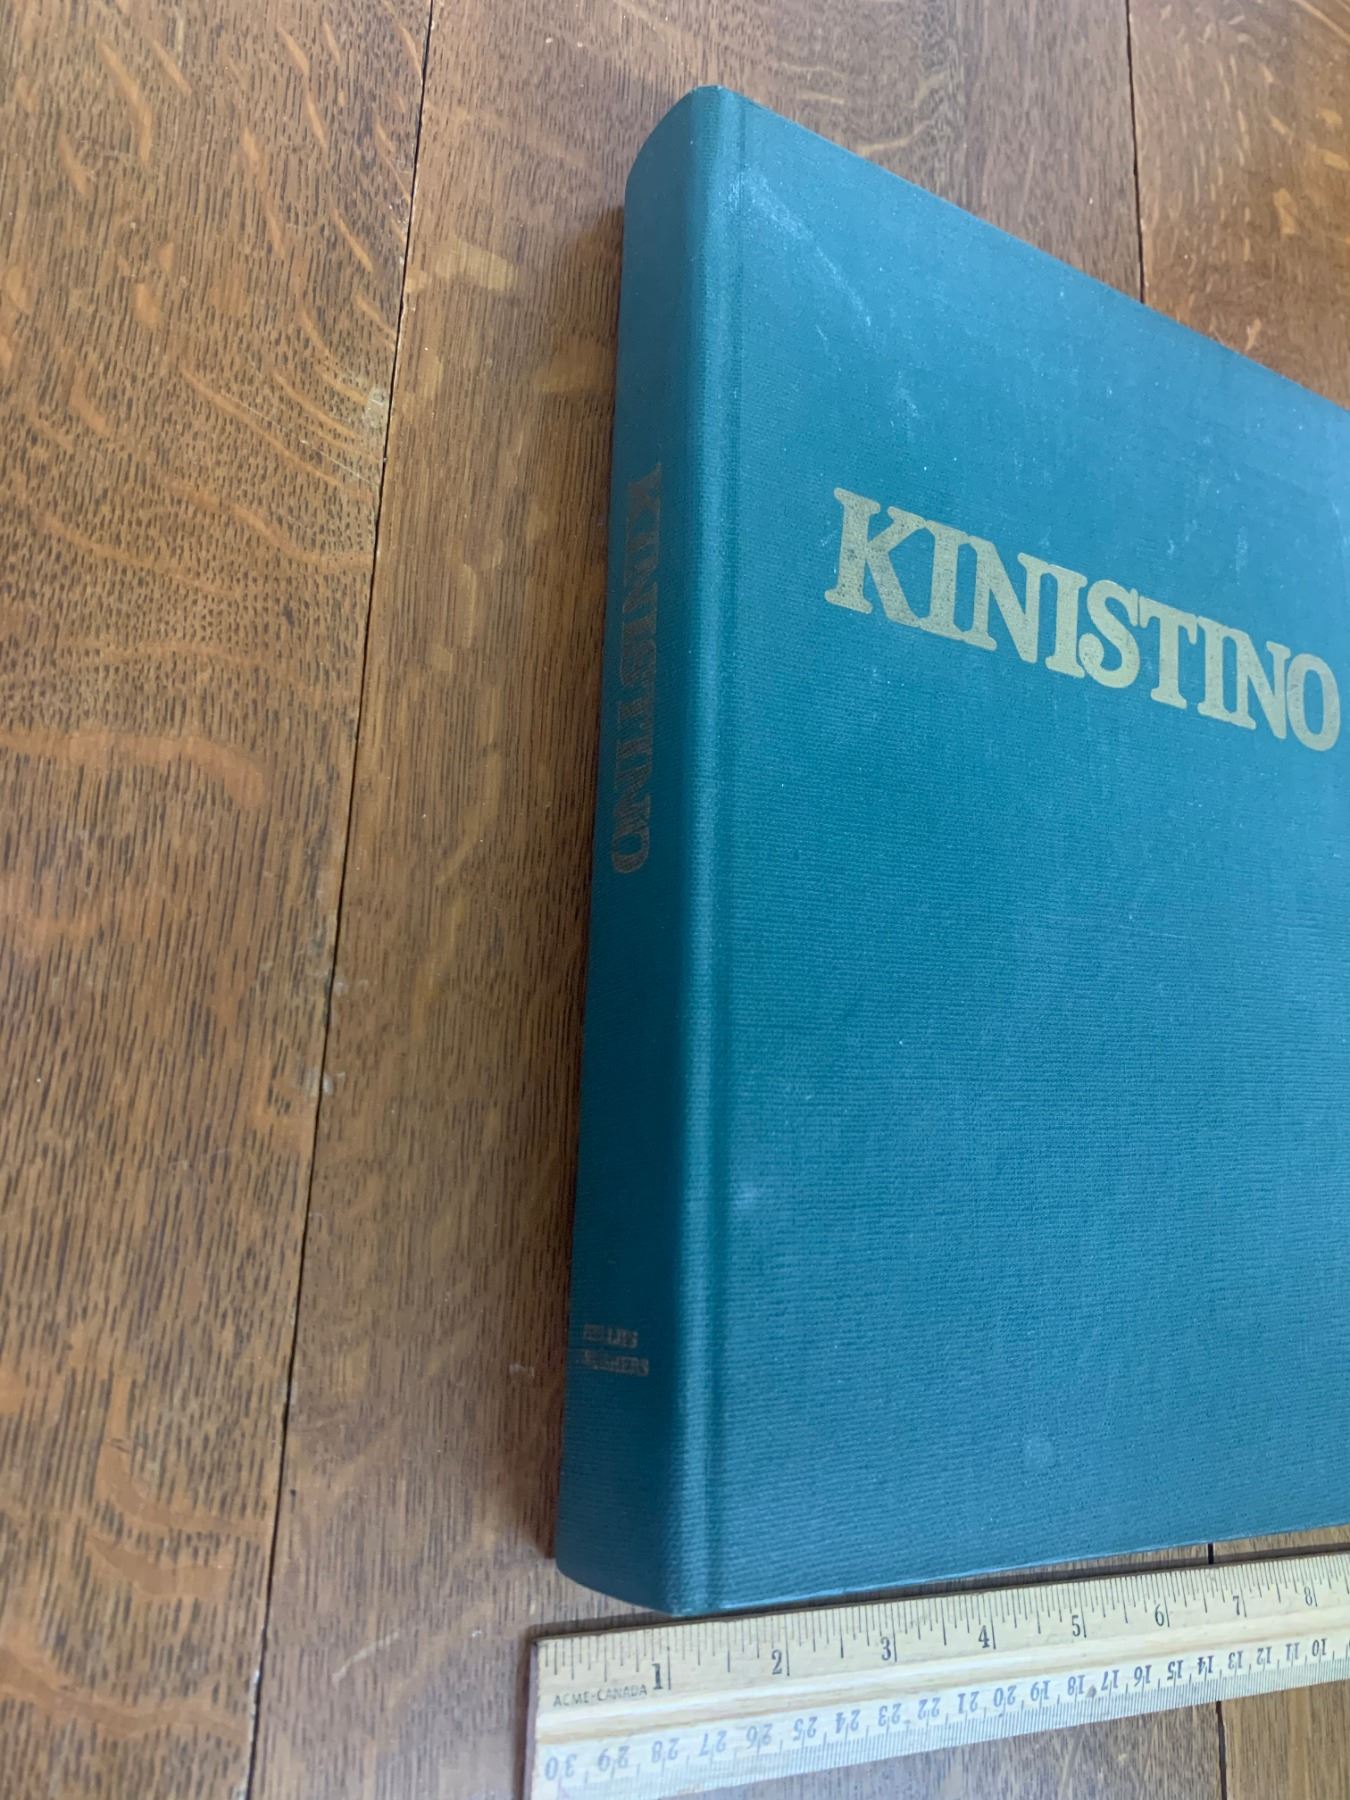 KINISTINO
KINISTINO
ACME-CANADA
1 2 3 4 5 6 7 8
30 29 28 27 26 25 24 23 22 21 20 19 18 17 16 15 14 13 12 11 10